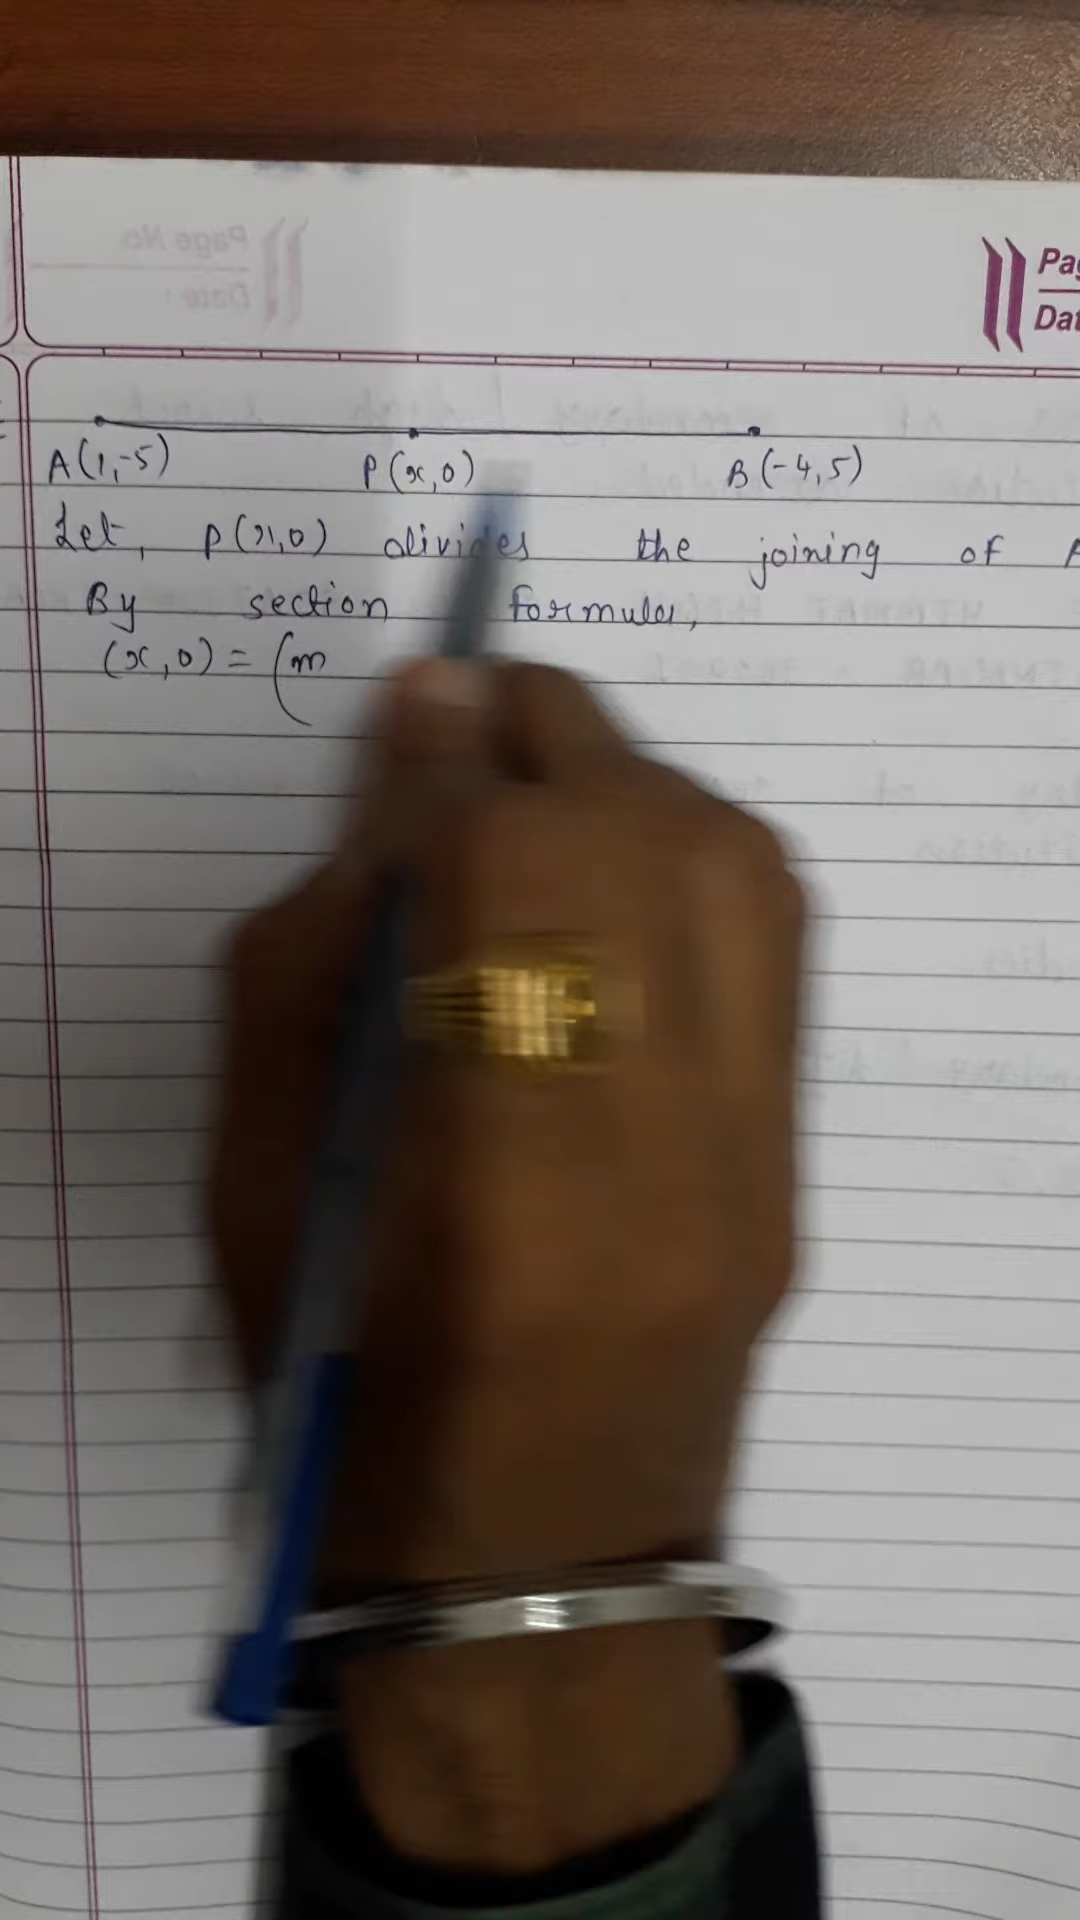 Pa
Dat
A(1,-5) P(x,0) B(-4,5)
Let, P(x,0) divides the joining of A
By section formula,
(x,0) = (m